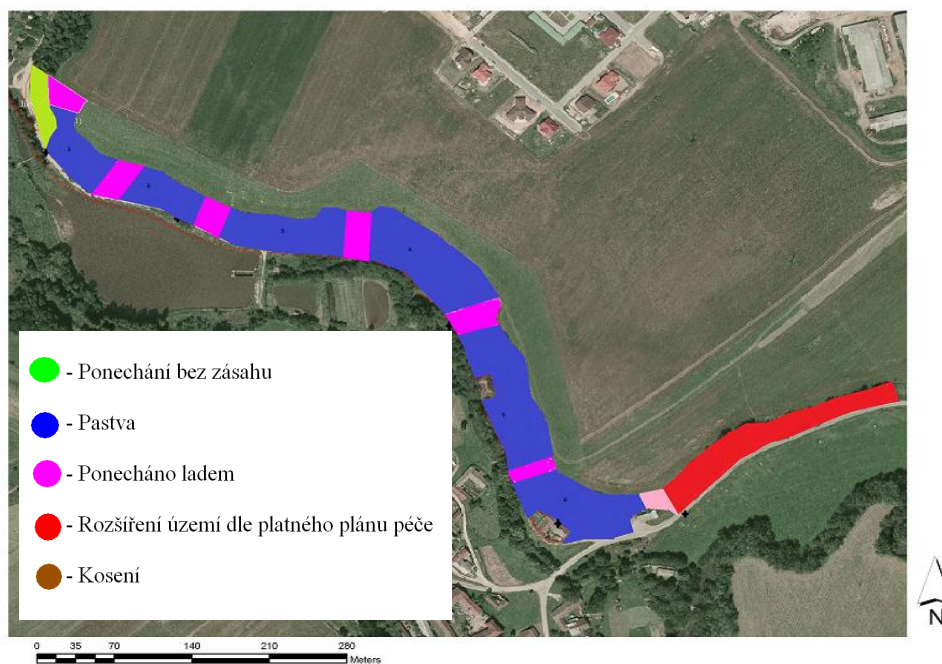 - Ponechání bez zásahu
- Pastva
- Ponecháno ladem
- Rozšíření území dle platného plánu péče
- Kosení
0 35 70 140 210 280
Meters
N